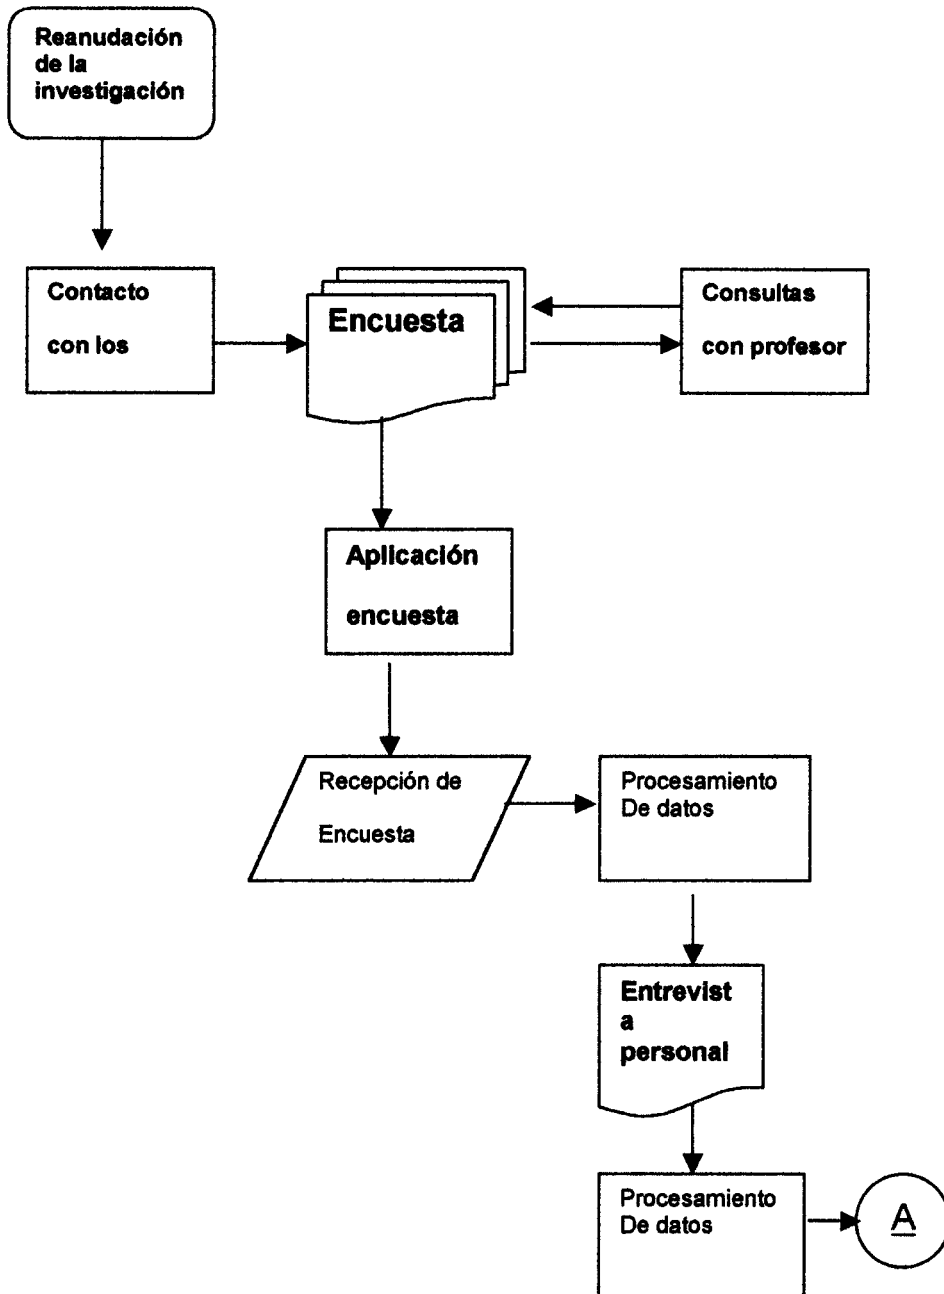 Reanudación
de la
investigación
Contacto
con los
Encuesta
Consultas
con profesor
Aplicación
encuesta
Recepción de
Encuesta
Procesamiento
De datos
Entrevist
a
personal
Procesamiento
De datos
A